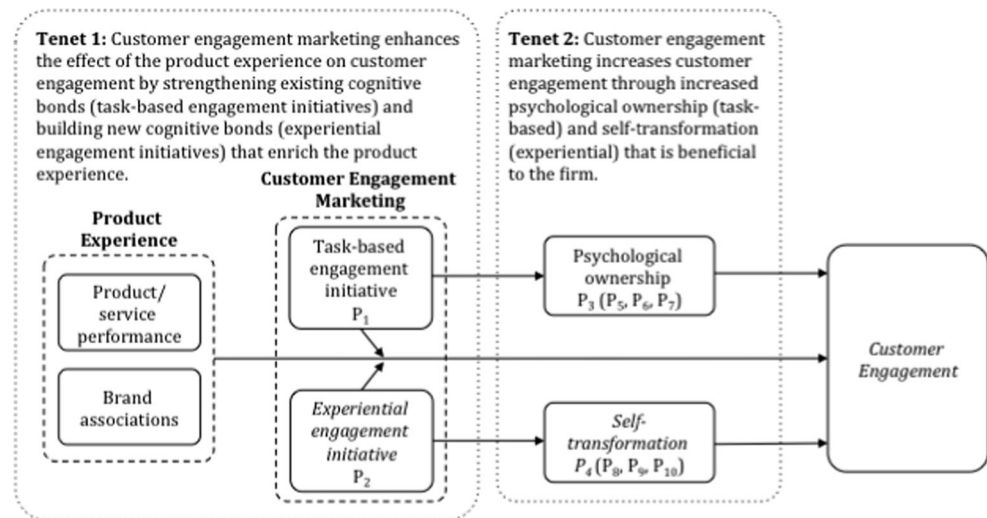 Tenet 1: Customer engagement marketing enhances
the effect of the product experience on customer
engagement by strengthening existing cognitive
bonds (task-based engagement initiatives) and
building new cognitive bonds (experiential
engagement initiatives) that enrich the product
experience.
Tenet 2: Customer engagement
marketing increases customer
engagement through increased
psychological ownership (task-
based) and self-transformation
(experiential) that is beneficial
to the firm.
Product
Experience
Product/
service
performance
Brand
associations
Customer Engagement
Marketing
Task-based
engagement
initiative
P₁
Experiential
engagement
initiative
P₂
Psychological
ownership
P₃ (P₅, P₆, P₇)
Self-
transformation
P₄ (P₈, P₉, P₁₀)
Customer
Engagement